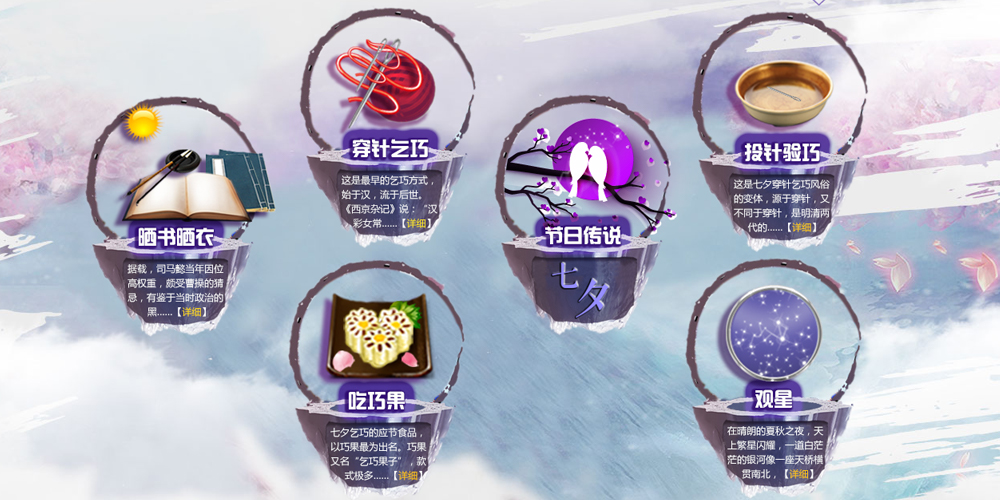 晒书晒衣
据载，司马懿当年因位
高权重，颇受曹操的猜
忌，有鉴于当时政治的
黑......【详细】
穿针乞巧
这是最早的乞巧方式，
始于汉，流于后世。
《西京杂记》说：“汉
彩女常......【详细】
吃巧果
七夕乞巧的应节食品，
以巧果最为出名。巧果
又名“乞巧果子”，款
式极多......【详细】
节日传说
七夕
投针验巧
这是七夕穿针乞巧风俗
的变体，源于穿针，又
不同于穿针，是明清两
代的......【详细】
观星
在晴朗的夏秋之夜，天
上繁星闪耀，一道白茫
茫的银河像一座天桥横
贯南北，【详细】